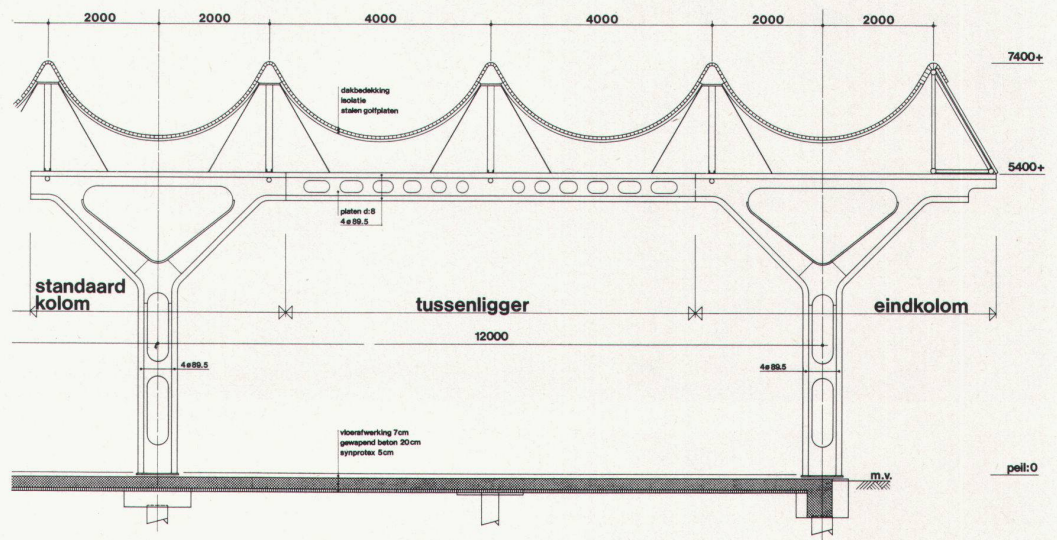 2000 2000 4000 4000 2000 2000
7400+
dakbedekking
isolatie
stalen golfplaten
5400+
platen d:8
4ø89.5
standaard
kolom
tussenligger
eindkolom
12000
4ø89.5
4ø89.5
vloerafwerking 7cm
gewapend beton 20cm
synprotex 5cm
peil:0
m.v.